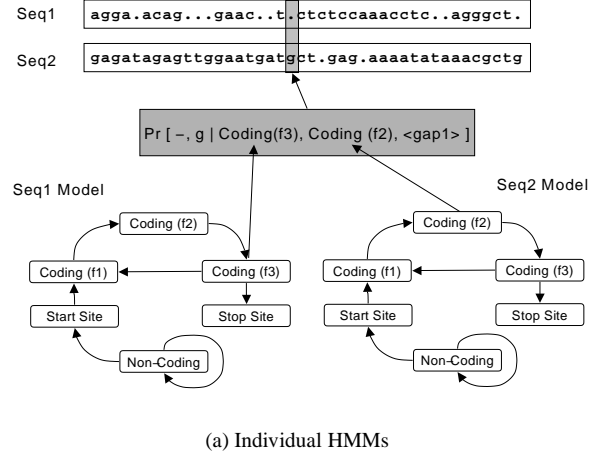 Seq1 agga.acag...gaac..t.ctctccaaacctc..agggct.
Seq2 gagatagagttggaatgatgct.gag.aaaatataaacgctg
Pr [ –, g | Coding(f3), Coding (f2), <gap1> ]
Seq1 Model
Seq2 Model
Coding (f2)
Coding (f1)
Coding (f3)
Start Site
Stop Site
Non–Coding
Coding (f2)
Coding (f1)
Coding (f3)
Start Site
Stop Site
Non–Coding
(a) Individual HMMs